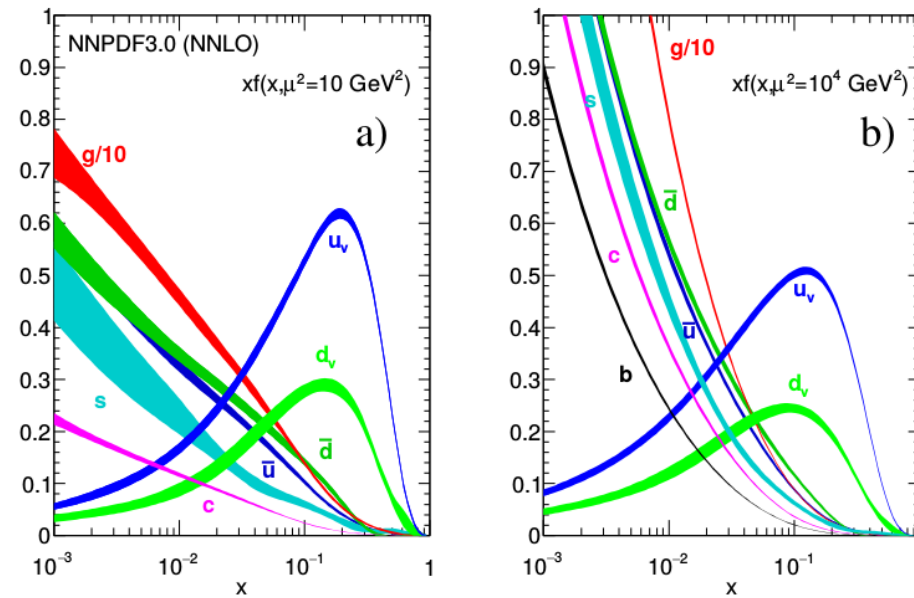 NNPDF3.0 (NNLO)
xf(x,μ²=10 GeV²)
a)
g/10
u_v
d_v
s
c
ū
d̄
1
0.9
0.8
0.7
0.6
0.5
0.4
0.3
0.2
0.1
0
10⁻³
10⁻²
10⁻¹
1
x
g/10
xf(x,μ²=10⁴ GeV²)
b)
s
d̄
c
ū
u_v
b
d_v
1
0.9
0.8
0.7
0.6
0.5
0.4
0.3
0.2
0.1
0
10⁻³
10⁻²
10⁻¹
x